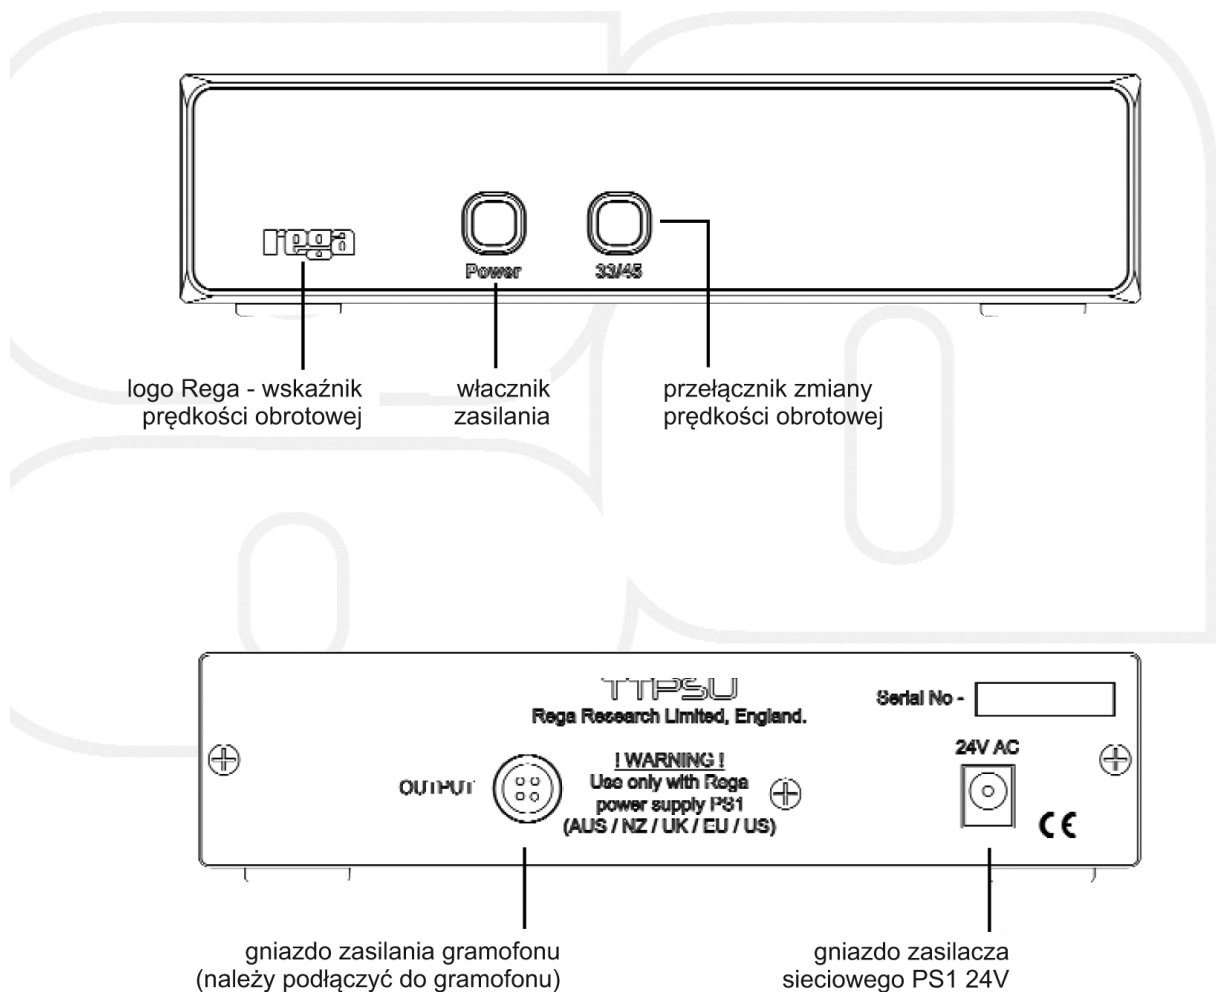 rega
Power
33/45
logo Rega - wskaźnik
prędkości obrotowej
włacznik
zasilania
przełącznik zmiany
prędkości obrotowej
TTPSU
Rega Research Limited, England.
Serial No -
OUTPUT
! WARNING !
Use only with Rega
power supply PS1
(AUS / NZ / UK / EU / US)
24V AC
CE
gniazdo zasilania gramofonu
(należy podłączyć do gramofonu)
gniazdo zasilacza
sieciowego PS1 24V